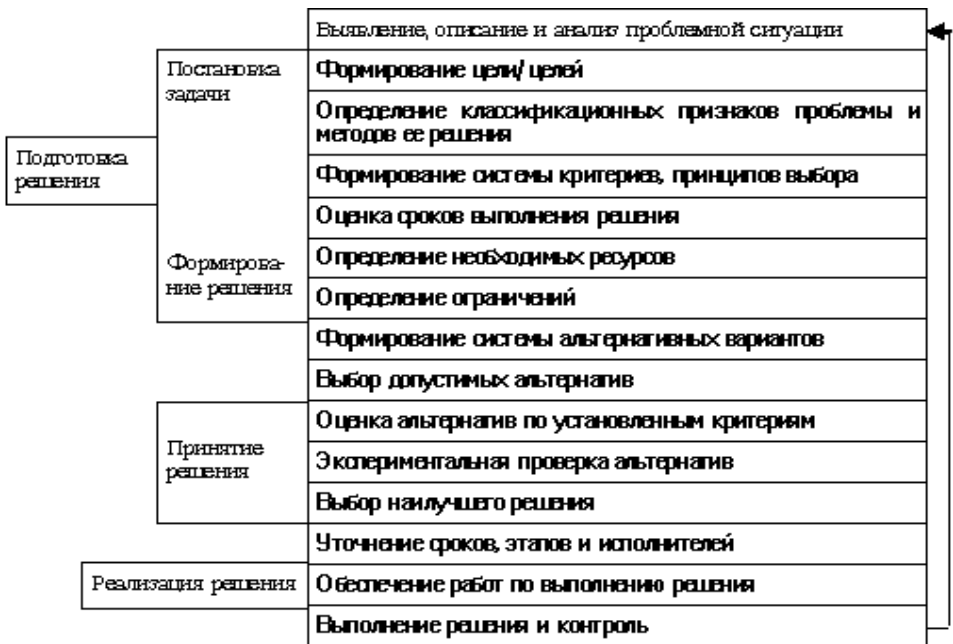 Выявление, описание и анализ проблемной ситуации
Постановка
задачи
Формирование цели/ целей
Определение классификационных признаков проблемы и
методов ее решения
Подготовка
решения
Формирование системы критериев, принципов выбора
Оценка сроков выполнения решения
Формирова-
ние решения
Определение необходимых ресурсов
Определение ограничений
Формирование системы альтернативных вариантов
Выбор допустимых альтернатив
Принятие
решения
Оценка альтернатив по установленным критериям
Экспериментальная проверка альтернатив
Выбор наилучшего решения
Уточнение сроков, этапов и исполнителей
Реализация решения
Обеспечение работ по выполнению решения
Выполнение решения и контроль